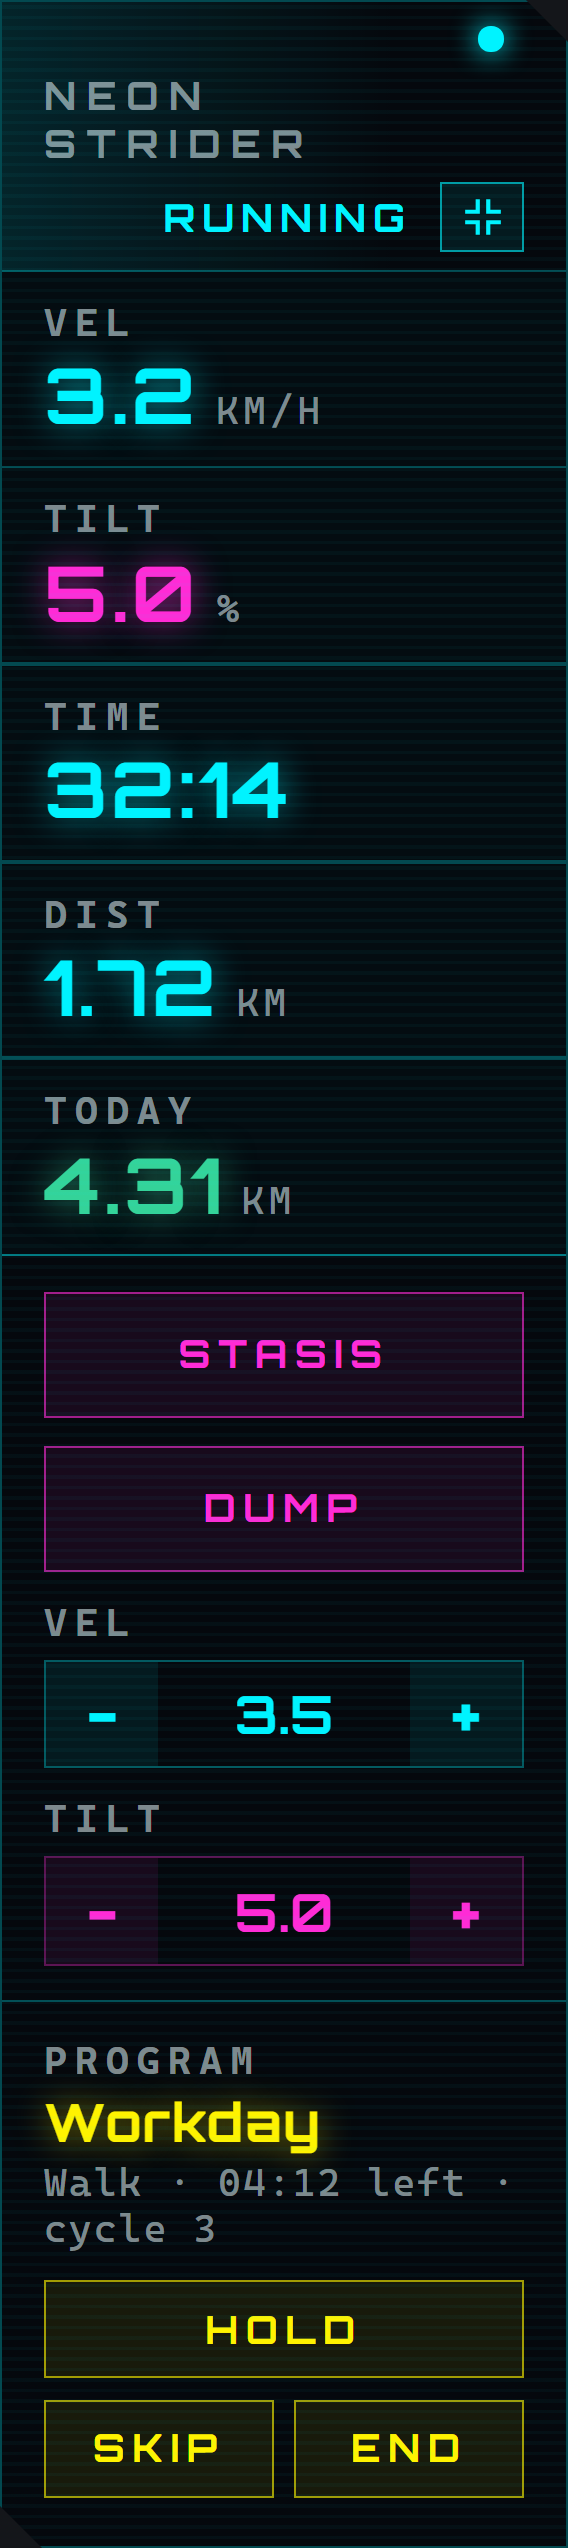 NEON
STRIDER
RUNNING
VEL
3.2 KM/H
TILT
5.0 %
TIME
32:14
DIST
1.72 KM
TODAY
4.31 KM
STASIS
DUMP
VEL
- 3.5 +
TILT
- 5.0 +
PROGRAM
Workday
Walk · 04:12 left ·
cycle 3
HOLD
SKIP END